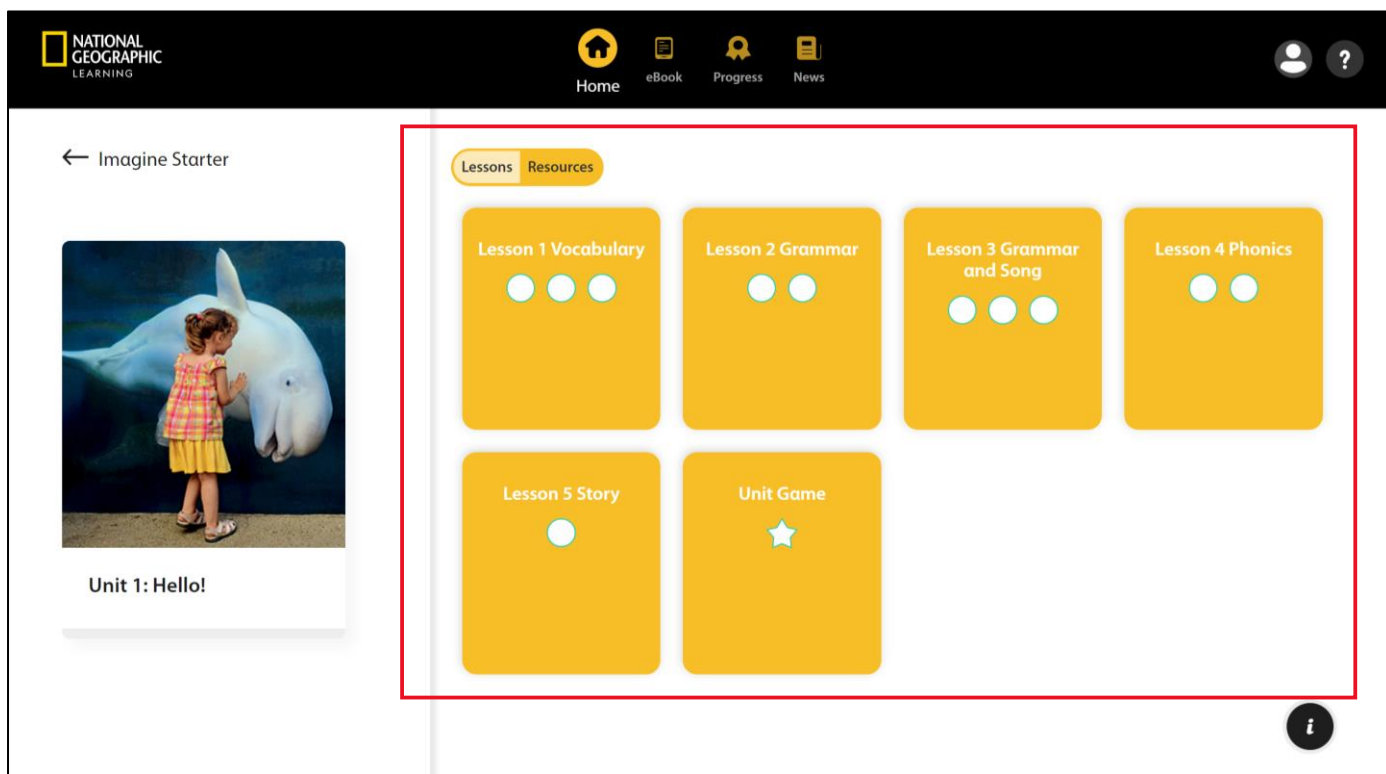 NATIONAL
GEOGRAPHIC
LEARNING
Home
eBook
Progress
News
?
Imagine Starter
Unit 1: Hello!
Lessons
Resources
Lesson 1 Vocabulary
Lesson 2 Grammar
Lesson 3 Grammar
and Song
Lesson 4 Phonics
Lesson 5 Story
Unit Game
i